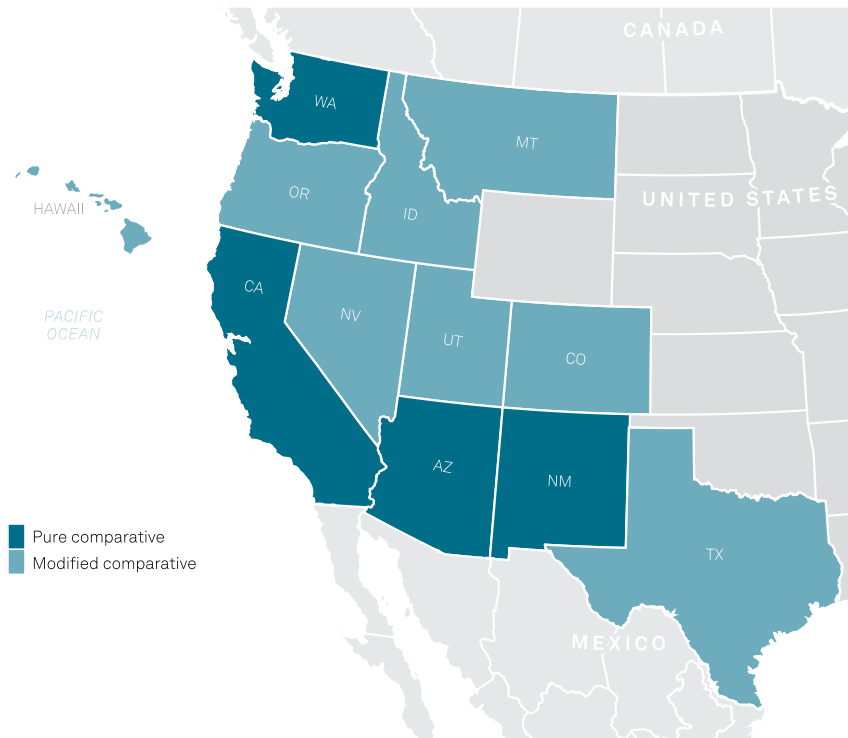 CANADA
WA
MT
UNITED STATES
OR
HAWAII
ID
CA
PACIFIC
OCEAN
NV
UT
CO
AZ
NM
Pure comparative
Modified comparative
TX
MEXICO